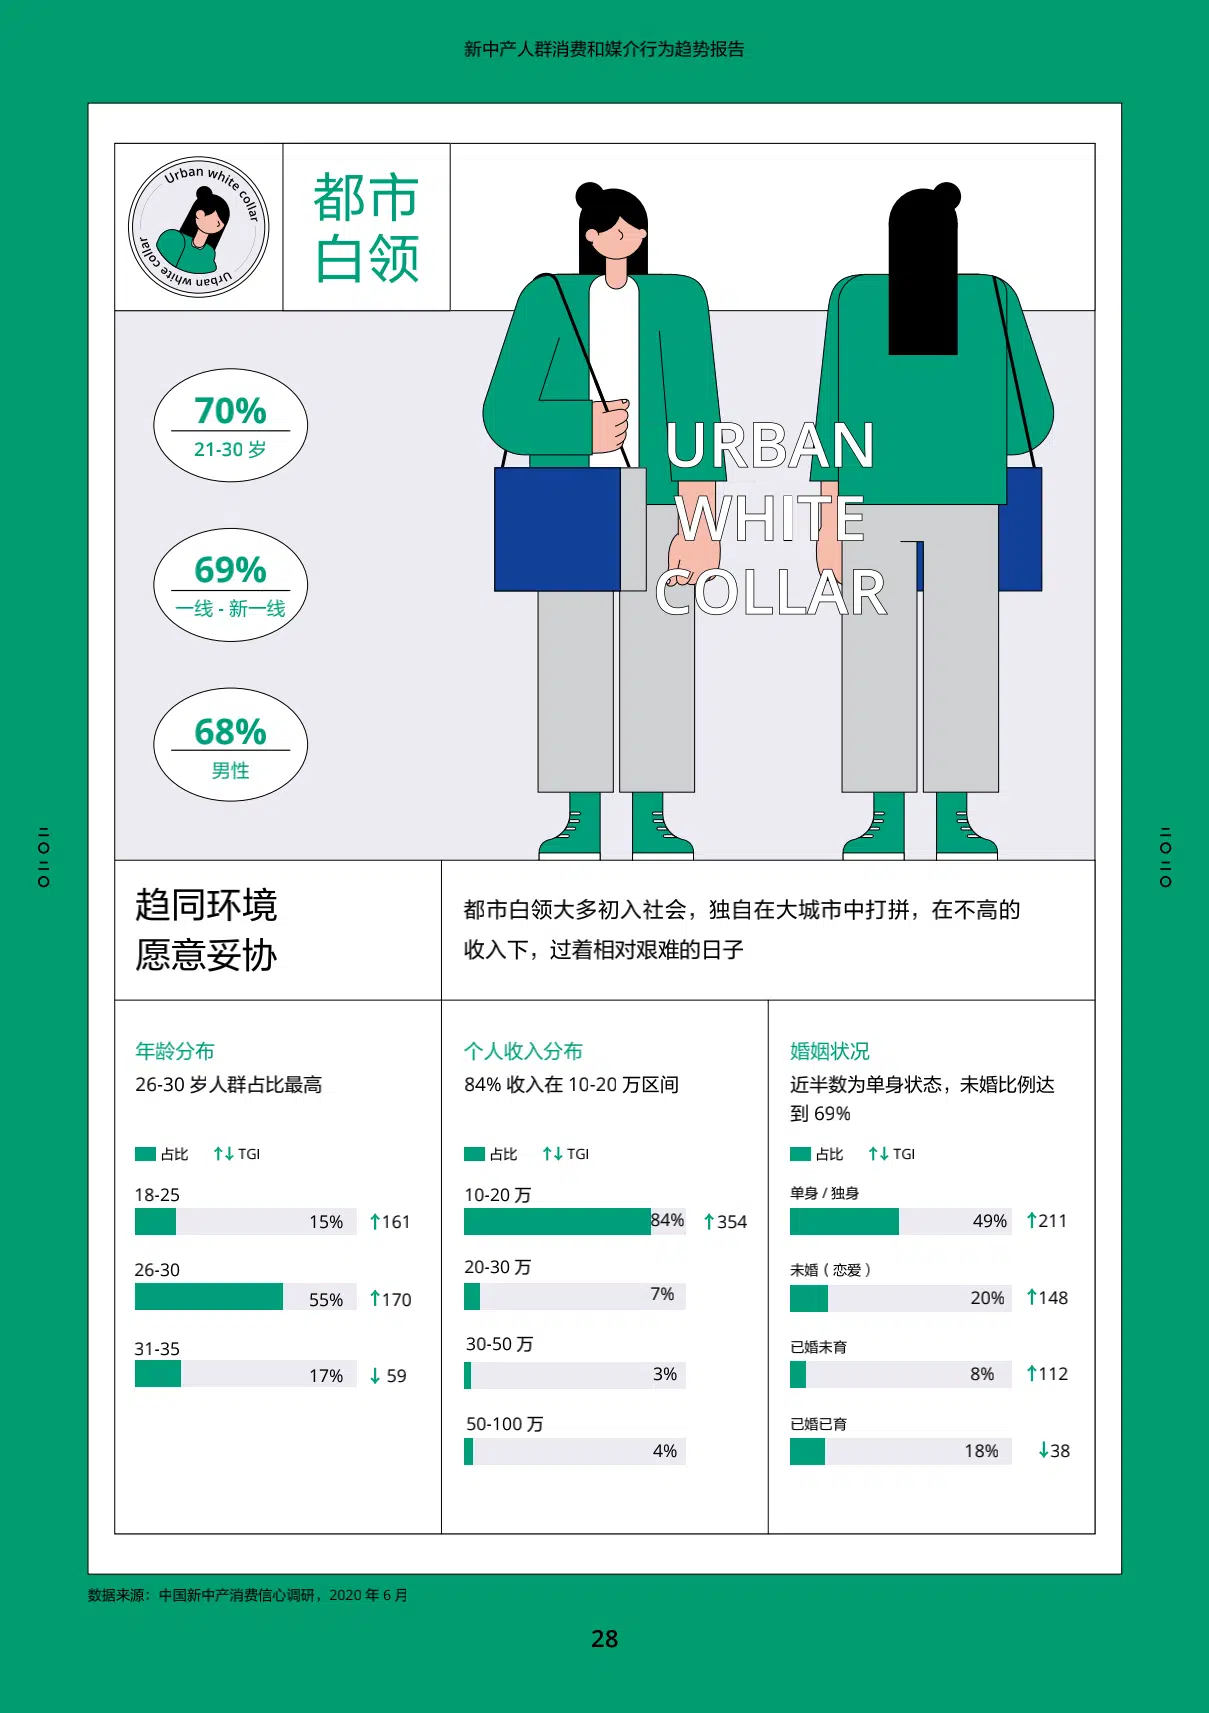 新中产人群消费和媒介行为趋势报告
Urban white collar
Urban white collar
都市
白领
70%
21-30 岁
69%
一线 - 新一线
68%
男性
URBAN
WHITE
COLLAR
二〇二〇
二〇二〇
趋同环境
愿意妥协
都市白领大多初入社会，独自在大城市中打拼，在不高的
收入下，过着相对艰难的日子
年龄分布
26-30 岁人群占比最高
占比 ↑↓ TGI
18-25
15% ↑161
26-30
55% ↑170
31-35
17% ↓ 59
个人收入分布
84% 收入在 10-20 万区间
占比 ↑↓ TGI
10-20 万
84% ↑354
20-30 万
7%
30-50 万
3%
50-100 万
4%
婚姻状况
近半数为单身状态，未婚比例达
到 69%
占比 ↑↓ TGI
单身 / 独身
49% ↑211
未婚（恋爱）
20% ↑148
已婚未育
8% ↑112
已婚已育
18% ↓38
数据来源：中国新中产消费信心调研，2020 年 6 月
28